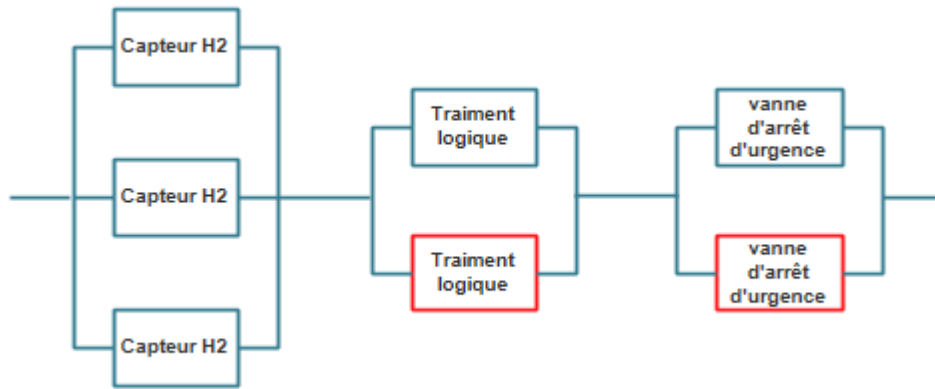 Capteur H2
Traiment
logique
vanne
d'arrêt
d'urgence
Capteur H2
Traiment
logique
vanne
d'arrêt
d'urgence
Capteur H2